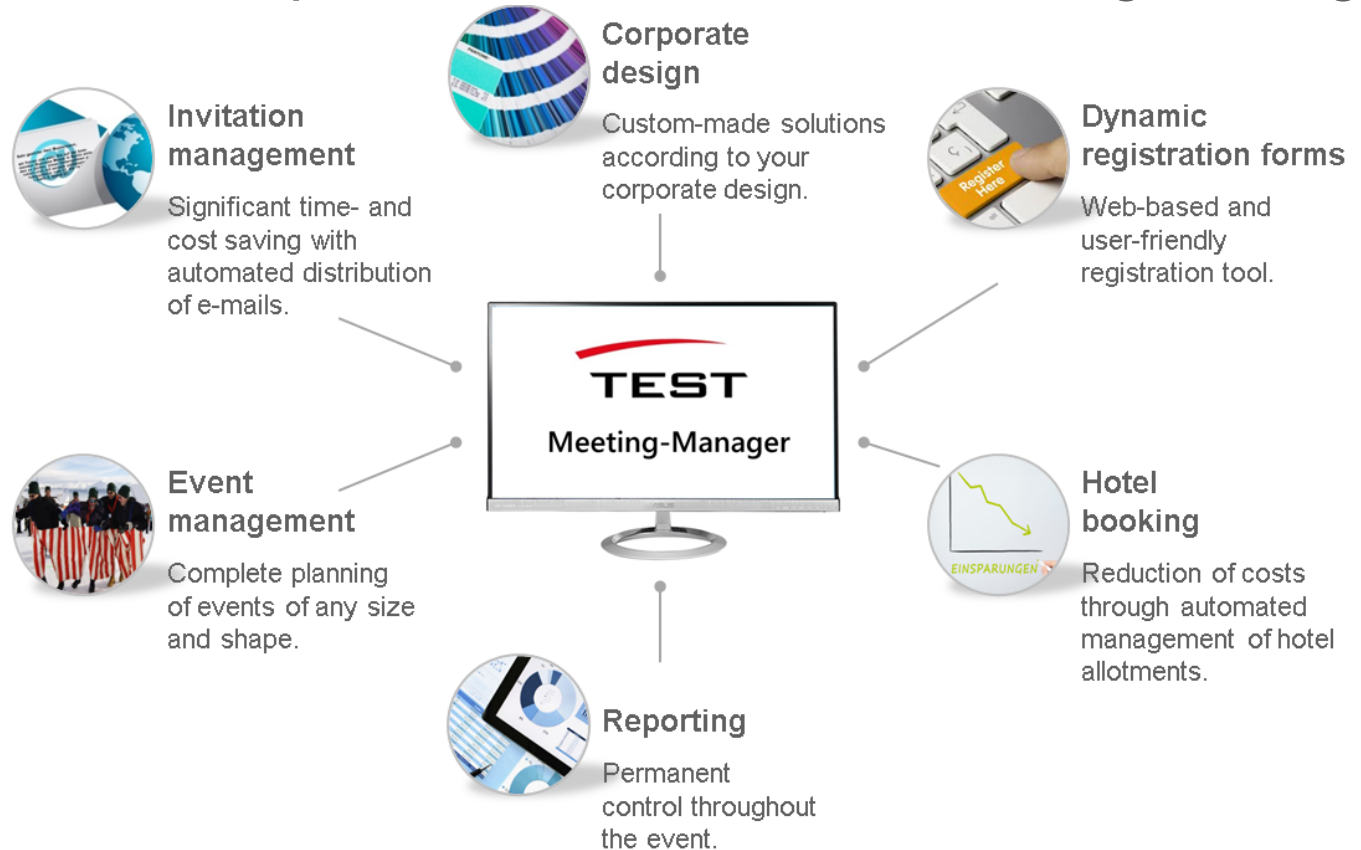 Corporate
design
Custom-made solutions
according to your
corporate design.
Invitation
management
Significant time- and
cost saving with
automated distribution
of e-mails.
Dynamic
registration forms
Web-based and
user-friendly
registration tool.
Register
Here
PANTONE
TEST
Meeting-Manager
ASUS
Event
management
Complete planning
of events of any size
and shape.
Hotel
booking
Reduction of costs
through automated
management of hotel
allotments.
EINSPARUNGEN
Reporting
Permanent
control throughout
the event.